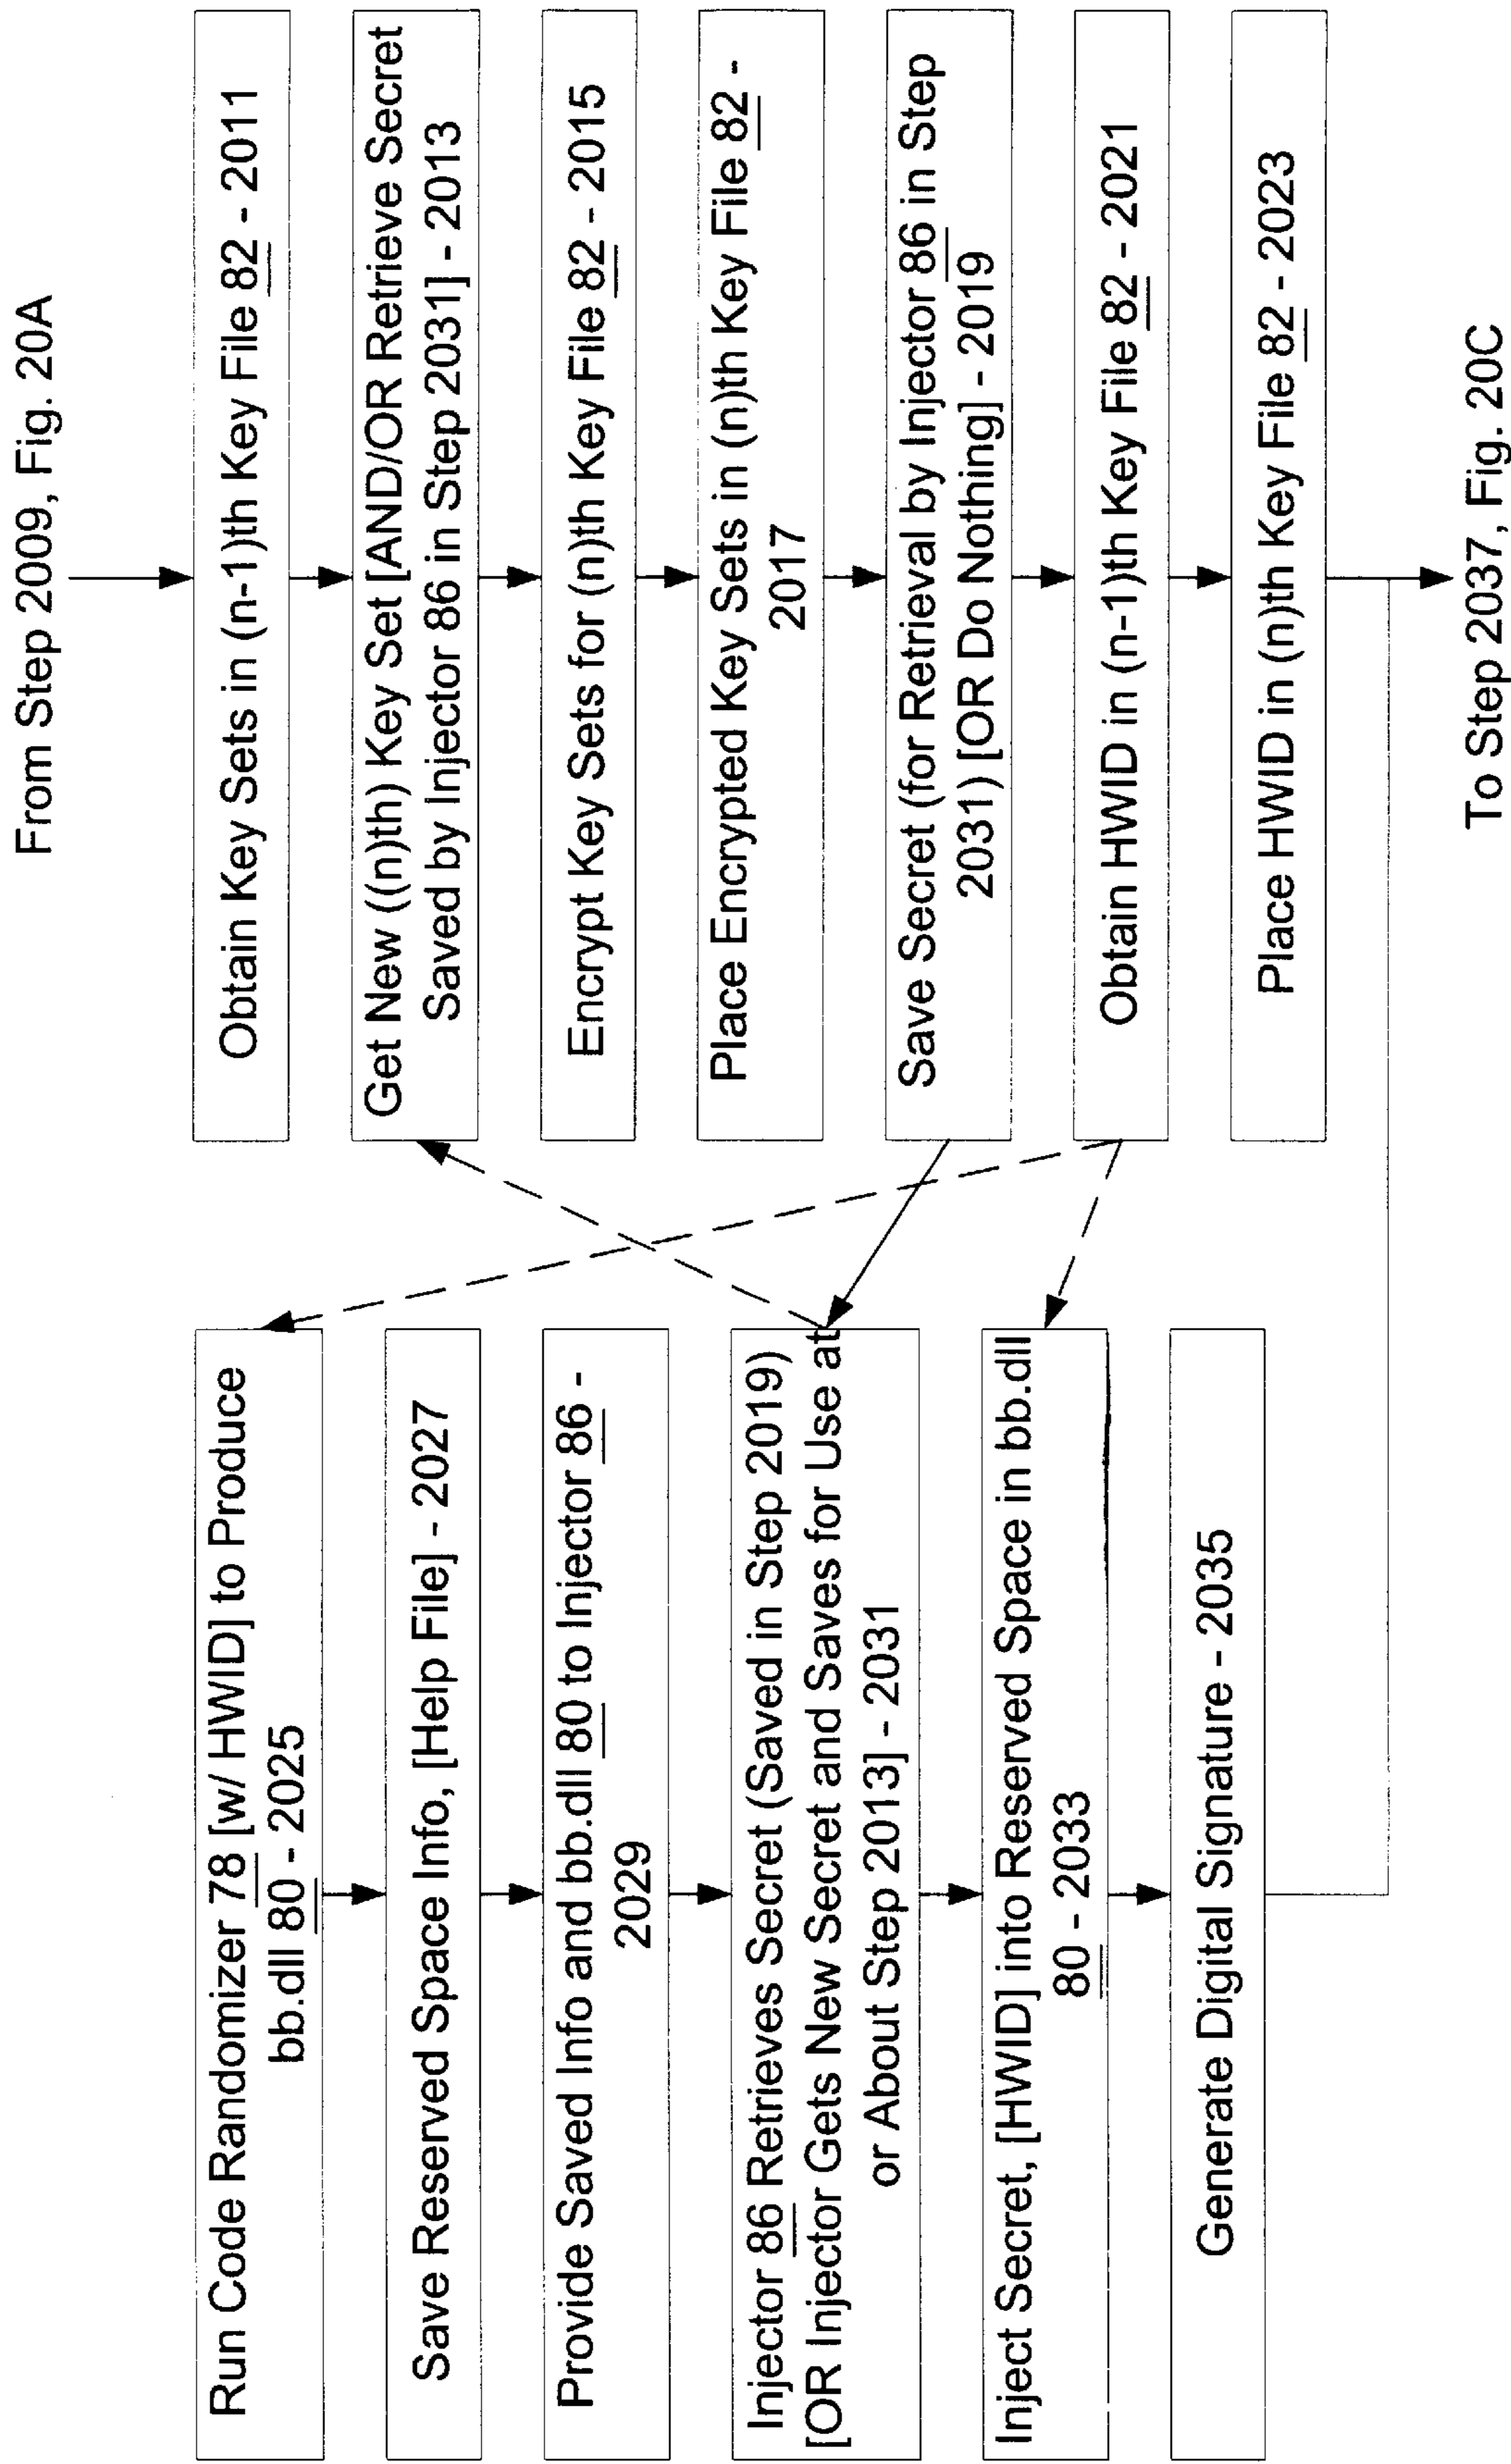 From Step 2009, Fig. 20A
Obtain Key Sets in (n-1)th Key File 82 - 2011
Get New ((n)th) Key Set [AND/OR Retrieve Secret
Saved by Injector 86 in Step 2031] - 2013
Encrypt Key Sets for (n)th Key File 82 - 2015
Place Encrypted Key Sets in (n)th Key File 82 -
2017
Save Secret (for Retrieval by Injector 86 in Step
2031) [OR Do Nothing] - 2019
Obtain HWID in (n-1)th Key File 82 - 2021
Place HWID in (n)th Key File 82 - 2023
Run Code Randomizer 78 [w/ HWID] to Produce
bb.dll 80 - 2025
Save Reserved Space Info, [Help File] - 2027
Provide Saved Info and bb.dll 80 to Injector 86 -
2029
Injector 86 Retrieves Secret (Saved in Step 2019)
[OR Injector Gets New Secret and Saves for Use at
or About Step 2013] - 2031
Inject Secret, [HWID] into Reserved Space in bb.dll
80 - 2033
Generate Digital Signature - 2035
To Step 2037, Fig. 20C